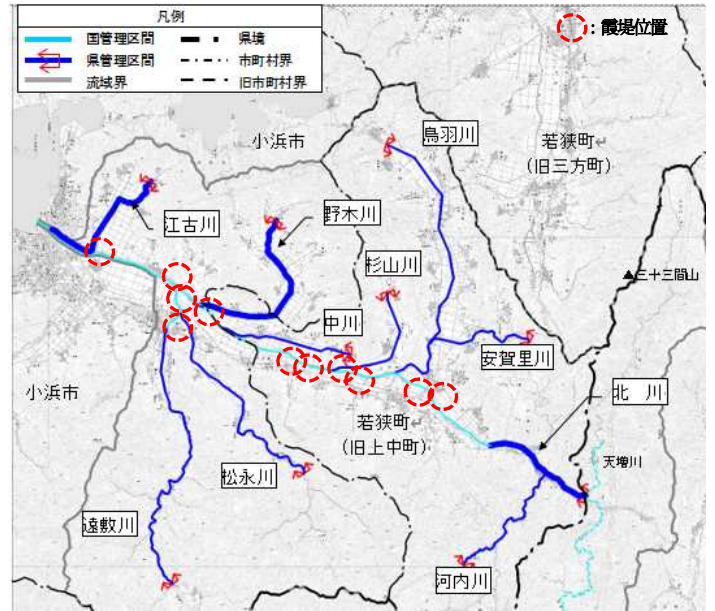 凡例
国管理区間
県境
県管理区間
市町村界
流域界
旧市町村界
：霞堤位置
小浜市
鳥羽川
若狭町
(旧三方町)
江古川
野木川
杉山川
三十三間山
中川
安賀里川
小浜市
若狭町
(旧上中町)
北 川
天増川
松永川
遠敷川
河内川